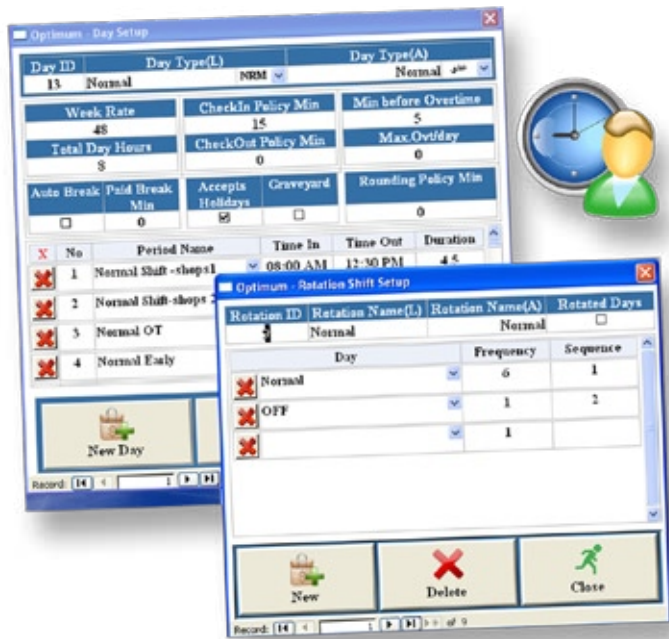 Optimum - Day Setup
Day ID Day Type(L) Day Type(A)
13 Normal NRM Normal عادي
Week Rate CheckIn Policy Min Min before Overtime
48 15 5
Total Day Hours CheckOut Policy Min Max.Ovt/day
8 0 0
Auto Break Paid Break Min Accepts Holidays Graveyard Rounding Policy Min
0 0
X No Period Name Time In Time Out Duration
1 Normal Shift -shops1 08:00 AM 12:30 PM 4.5
2 Normal Shift-shops 2
3 Normal OT
4 Normal Early
New Day
Record: 1
Optimum - Rotation Shift Setup
Rotation ID Rotation Name(L) Rotation Name(A) Rotated Days
Normal Normal
Day Frequency Sequence
Normal 6 1
OFF 1 2
1
New Delete Close
Record: 1 of 9